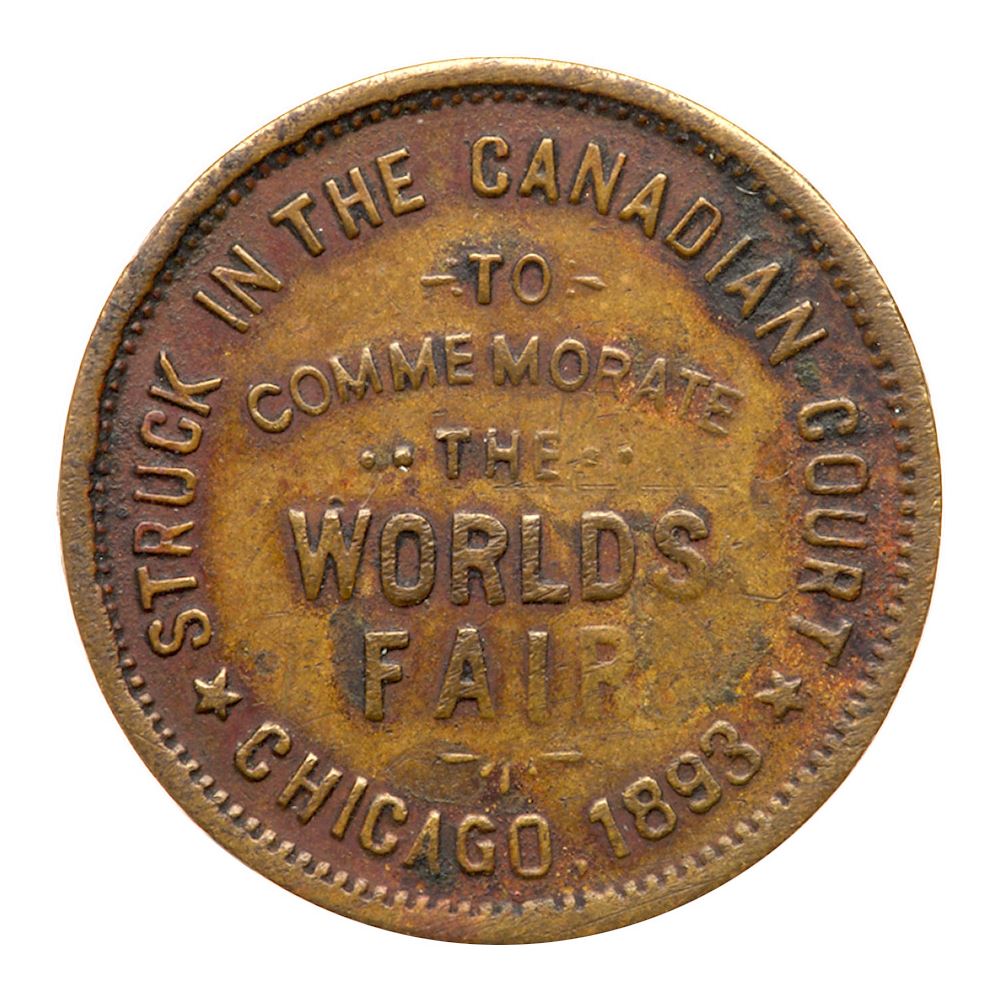 STRUCK IN THE CANADIAN COURT
TO
COMMEMORATE
THE
WORLDS
FAIR
CHICAGO, 1893